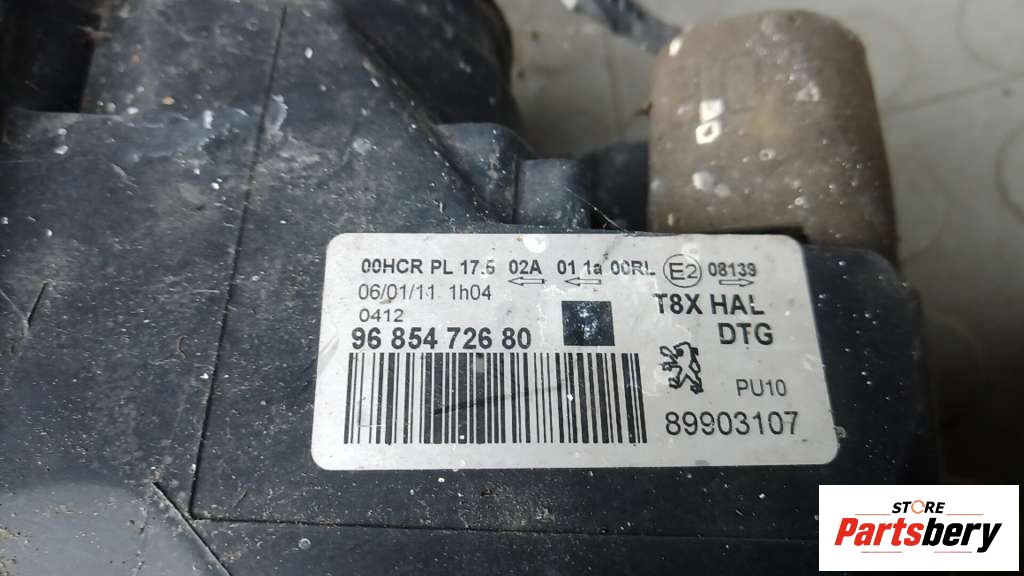 00HCR PL 17.5 02A 01 1a 00RL E2 08139
06/01/11 1h04
T8X HAL
0412
96 854 726 80
DTG
PU10
89903107
STORE
Partsbery